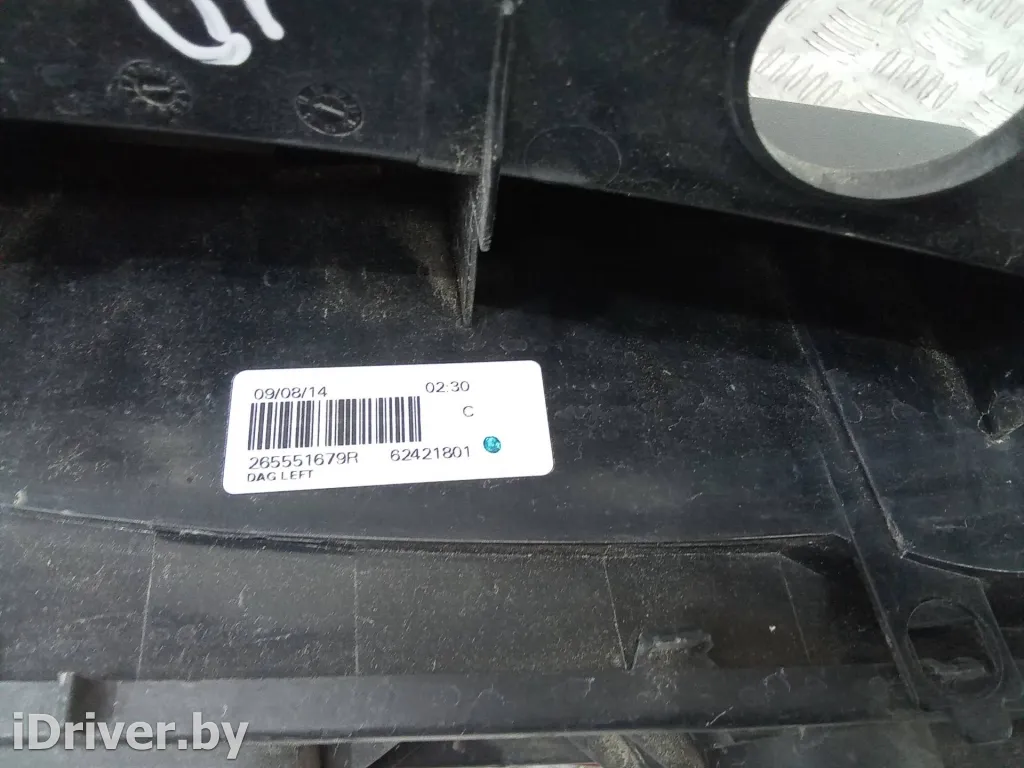 09/08/14 02:30
C
265551679R 62421801
DAG LEFT
iDriver.by